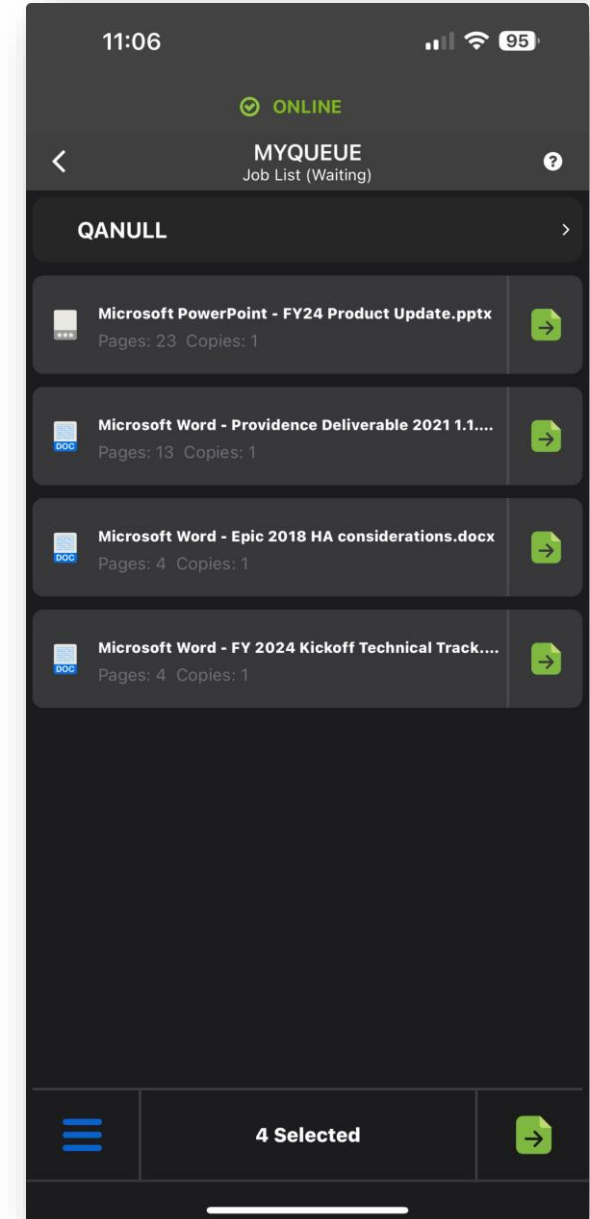 11:06
95
ONLINE
MYQUEUE
Job List (Waiting)
QANULL
Microsoft PowerPoint - FY24 Product Update.pptx
Pages: 23 Copies: 1
DOC
Microsoft Word - Providence Deliverable 2021 1.1....
Pages: 13 Copies: 1
DOC
Microsoft Word - Epic 2018 HA considerations.docx
Pages: 4 Copies: 1
DOC
Microsoft Word - FY 2024 Kickoff Technical Track....
Pages: 4 Copies: 1
4 Selected